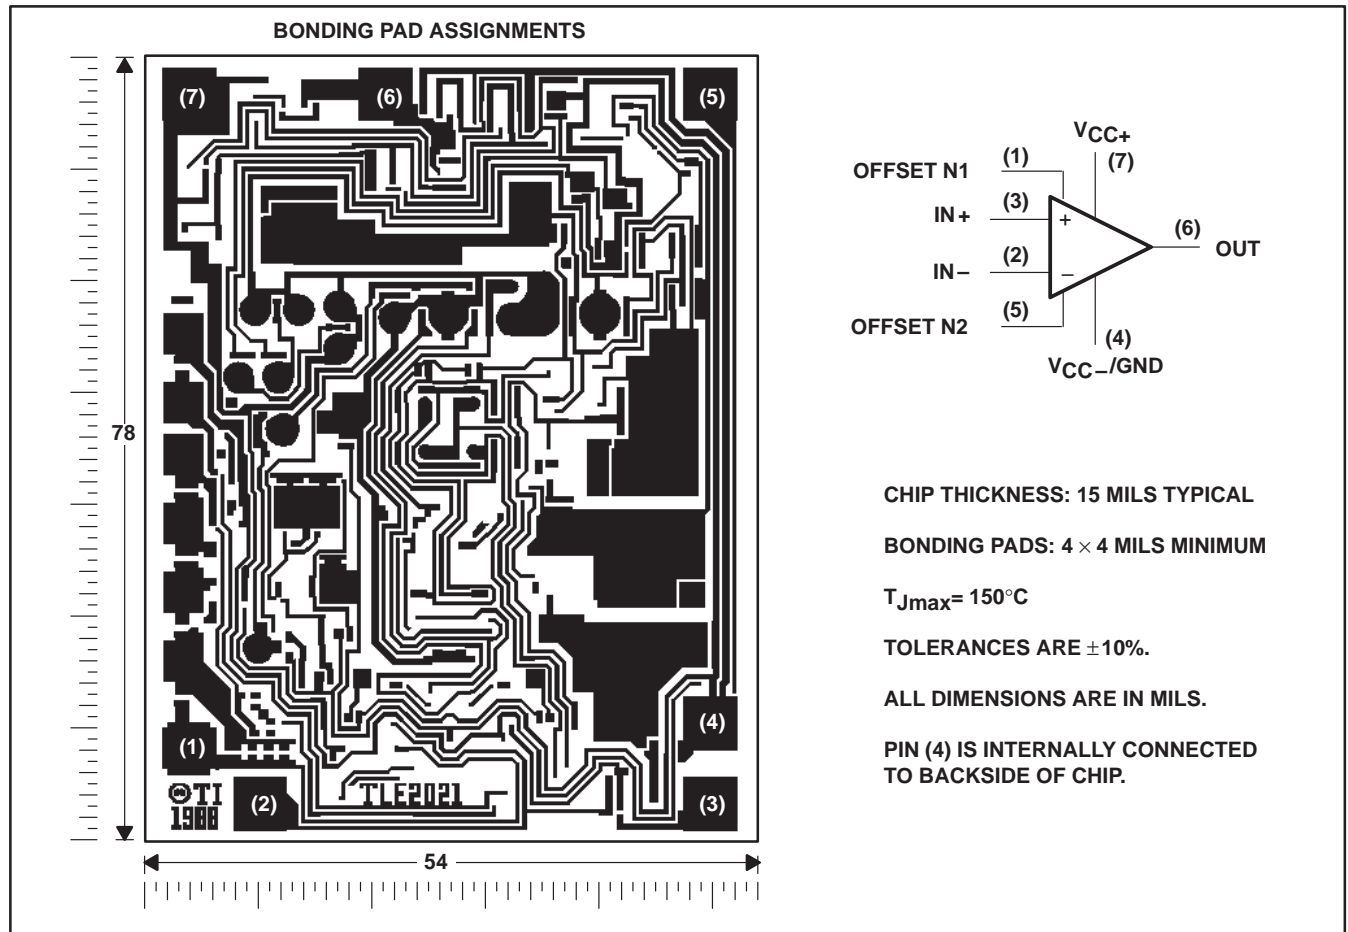 BONDING PAD ASSIGNMENTS
(7)
(6)
(5)
78
(4)
(1)
(2)
(3)
©TI
1988
TLE2021
54
VCC+
(7)
OFFSET N1
(1)
IN+
(3)
+
(6)
OUT
IN−
(2)
−
OFFSET N2
(5)
(4)
VCC−/GND
CHIP THICKNESS: 15 MILS TYPICAL
BONDING PADS: 4 × 4 MILS MINIMUM
TJmax= 150°C
TOLERANCES ARE ±10%.
ALL DIMENSIONS ARE IN MILS.
PIN (4) IS INTERNALLY CONNECTED
TO BACKSIDE OF CHIP.